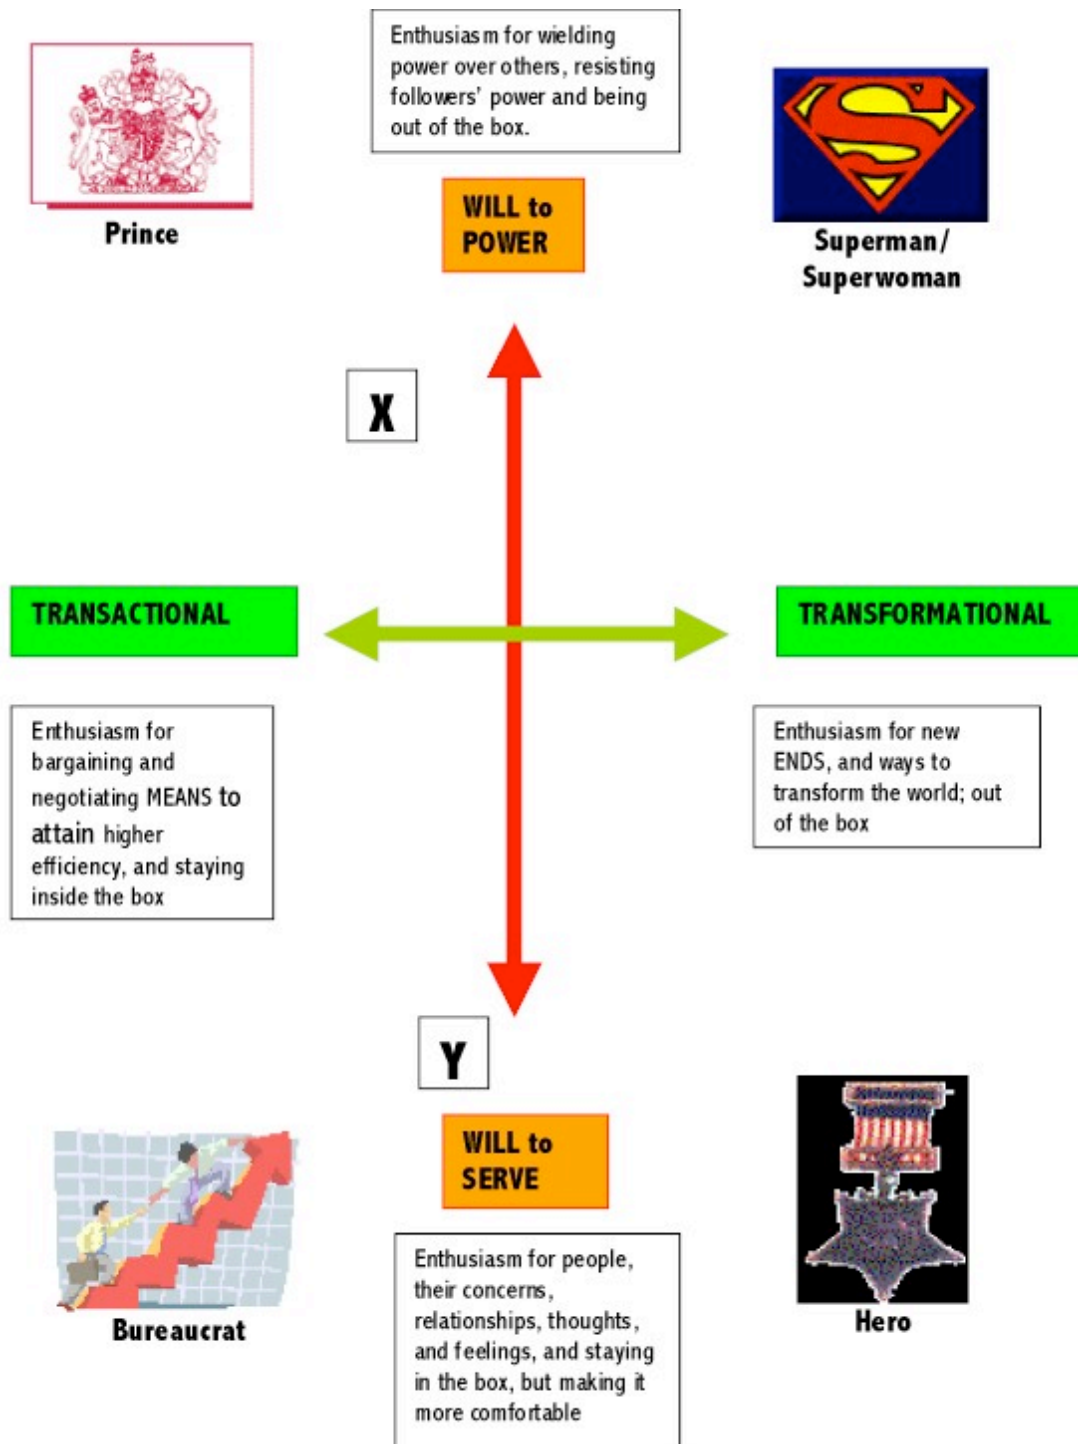 Enthusiasm for wielding
power over others, resisting
followers' power and being
out of the box.
Prince
WILL to
POWER
S
Superman/
Superwoman
X
TRANSACTIONAL
TRANSFORMATIONAL
Enthusiasm for
bargaining and
negotiating MEANS to
attain higher
efficiency, and staying
inside the box
Enthusiasm for new
ENDS, and ways to
transform the world; out
of the box
Y
WILL to
SERVE
Bureaucrat
Enthusiasm for people,
their concerns,
relationships, thoughts,
and feelings, and staying
in the box, but making it
more comfortable
Hero